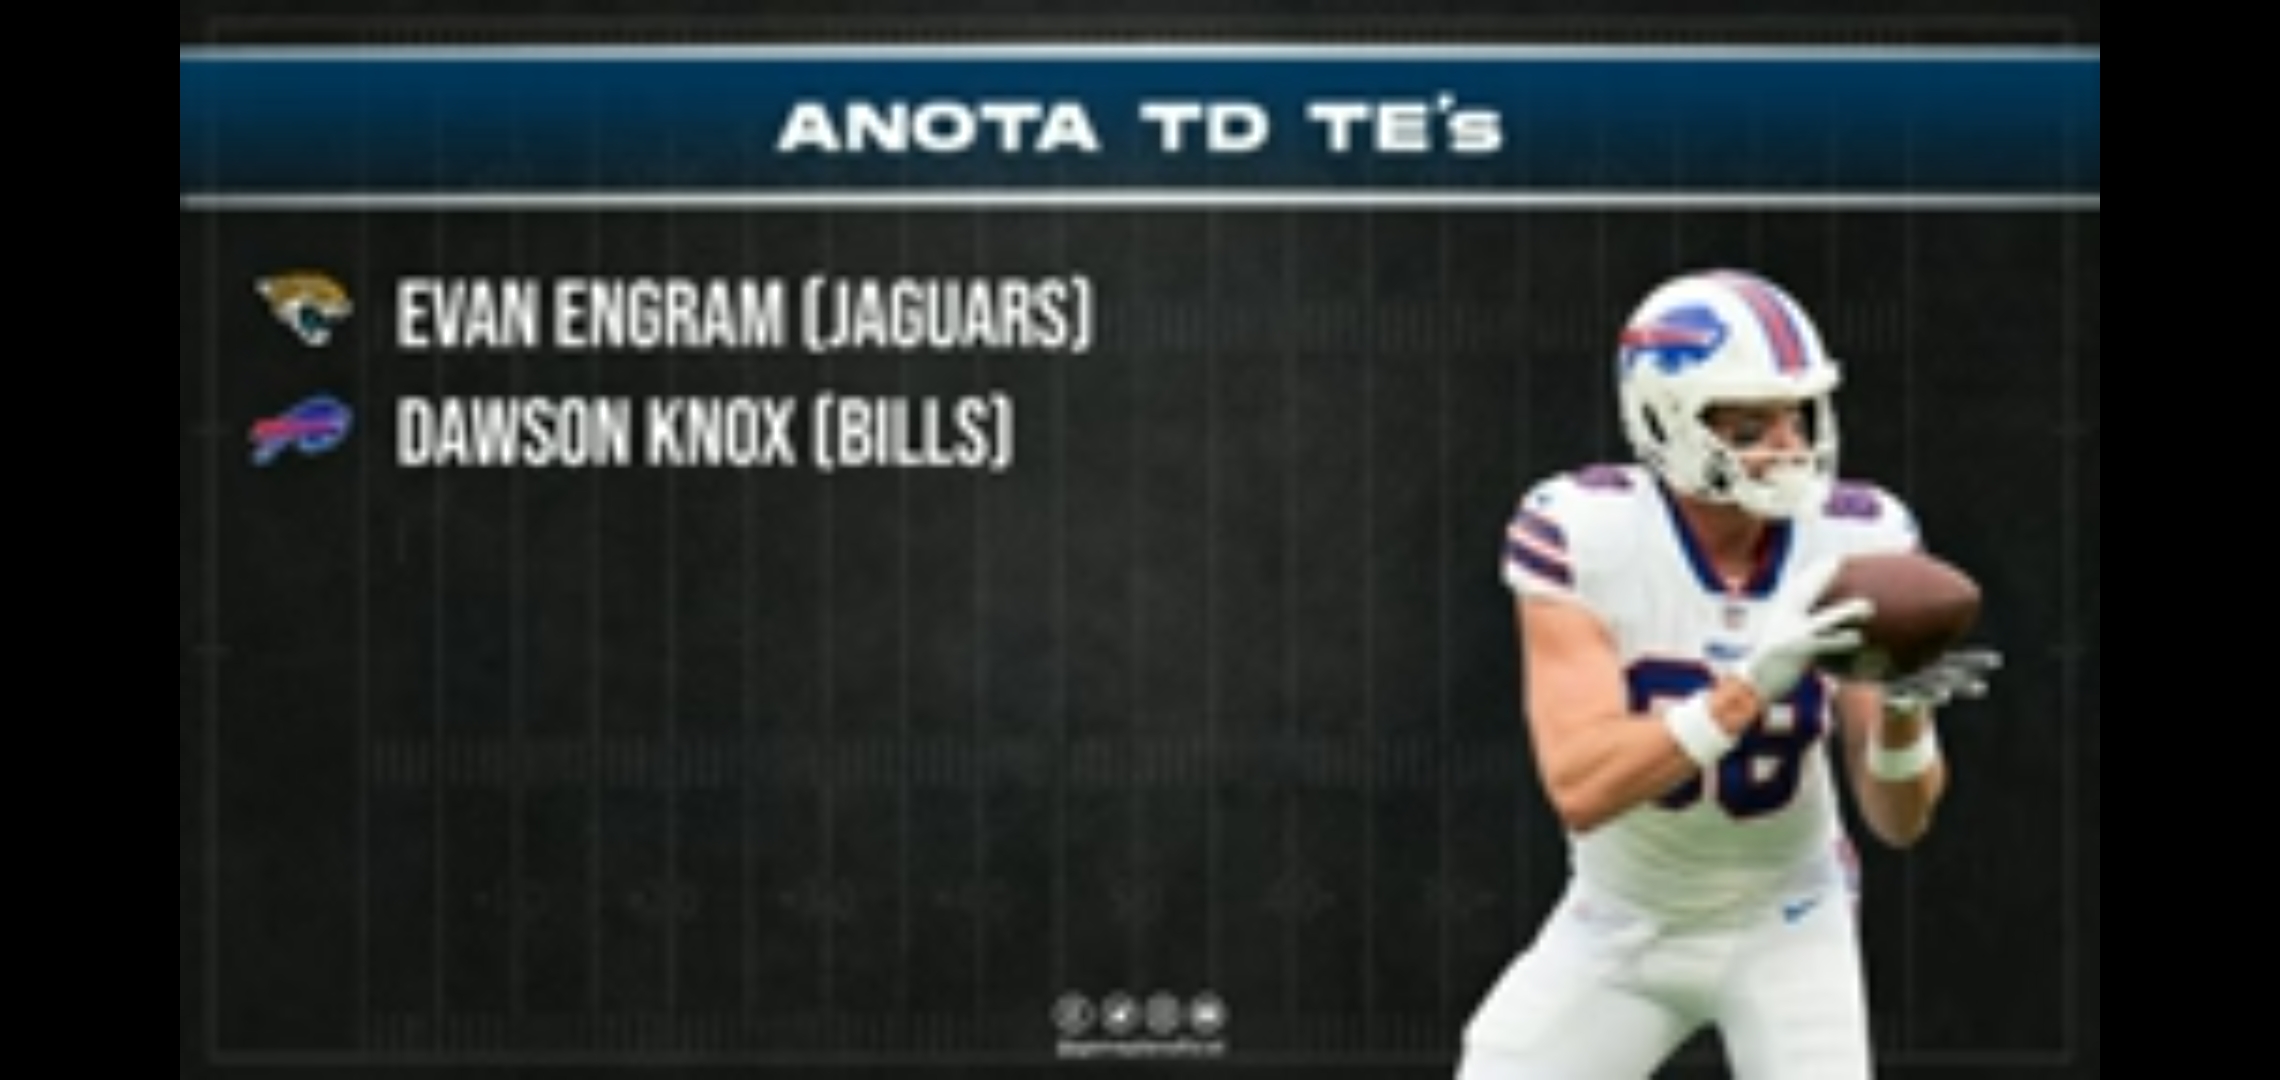 ANOTA TD TE's
EVAN ENGRAM (JAGUARS)
DAWSON KNOX (BILLS)